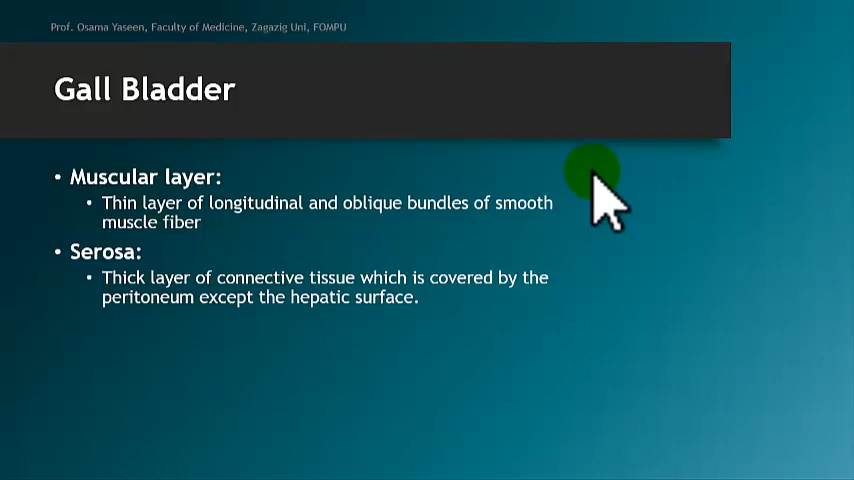 Prof. Osama Yaseen, Faculty of Medicine, Zagazig Uni, FOMPU
Gall Bladder
• Muscular layer:
• Thin layer of longitudinal and oblique bundles of smooth
muscle fiber
• Serosa:
• Thick layer of connective tissue which is covered by the
peritoneum except the hepatic surface.